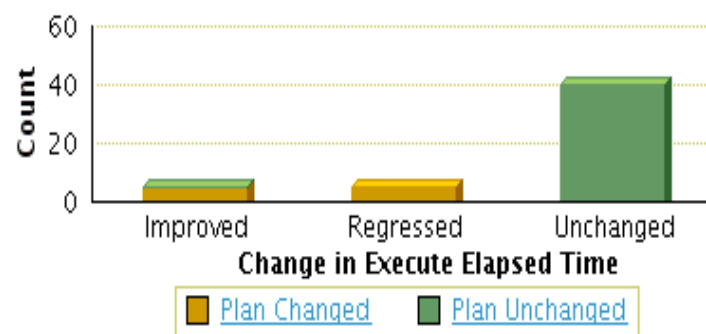 60
40
20
0
Count
Improved Regressed Unchanged
Change in Execute Elapsed Time
Plan Changed Plan Unchanged